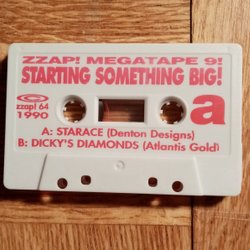 ZZAP! MEGATAPE 9!
STARTING SOMETHING BIG!
zzap! 64
1990
a
A: STARACE (Denton Designs)
B: DICKY'S DIAMONDS (Atlantis Gold)